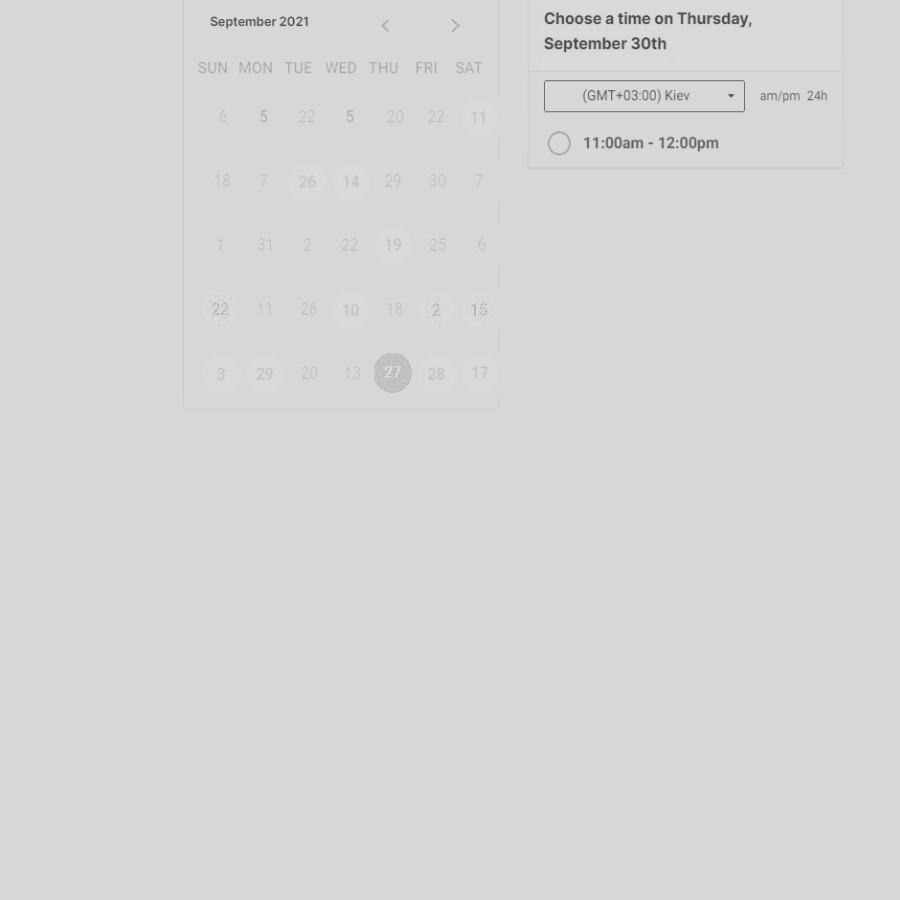 September 2021
SUN MON TUE WED THU FRI SAT
6 5 22 5 20 22 11
18 7 26 14 29 30 7
1 31 2 22 19 25 6
22 11 26 10 18 2 15
3 29 20 13 27 28 17
Choose a time on Thursday,
September 30th
(GMT+03:00) Kiev am/pm 24h
11:00am - 12:00pm